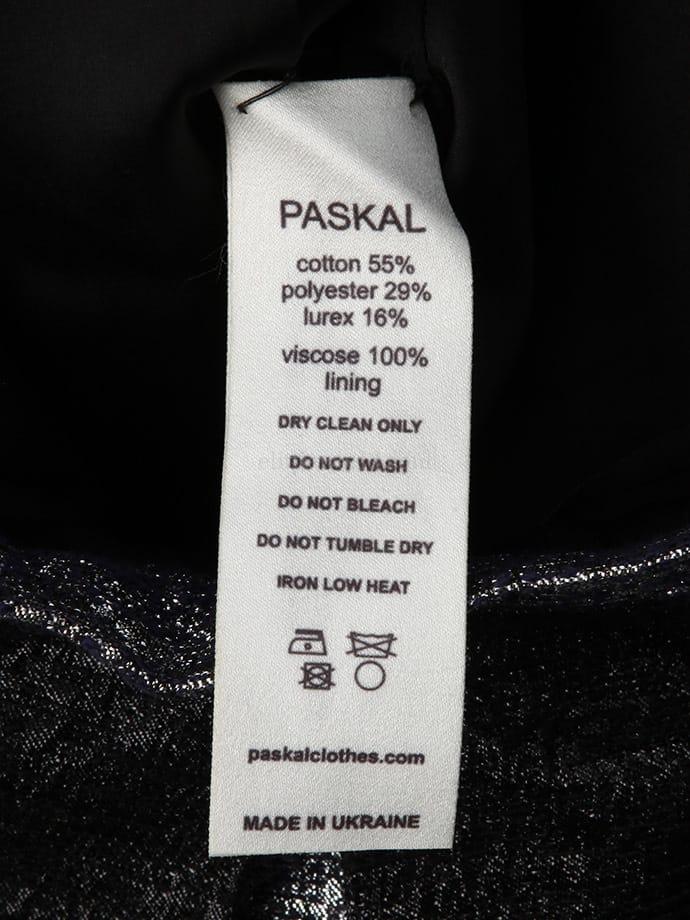 PASKAL
cotton 55%
polyester 29%
lurex 16%
viscose 100%
lining
DRY CLEAN ONLY
DO NOT WASH
DO NOT BLEACH
DO NOT TUMBLE DRY
IRON LOW HEAT
paskalclothes.com
MADE IN UKRAINE